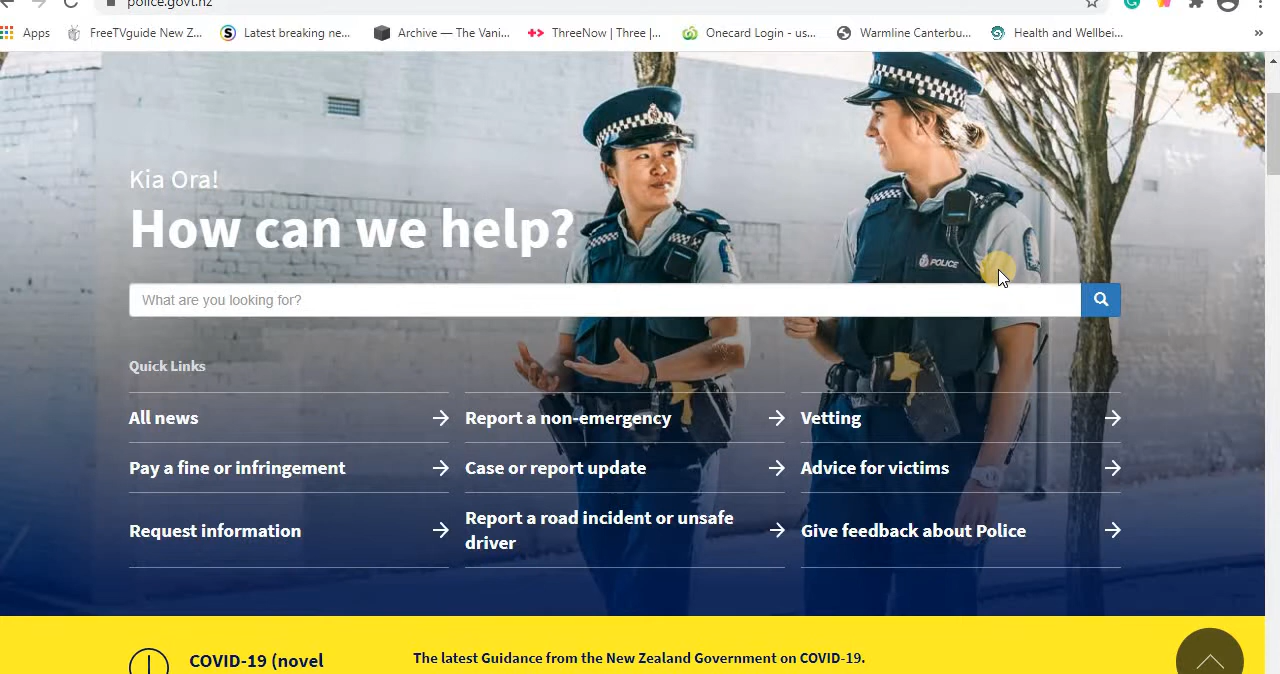 police.govt.nz
Apps
FreeTVguide New Z...
Latest breaking ne...
Archive — The Vani...
ThreeNow | Three |...
Onecard Login - us...
Warmline Canterbu...
Health and Wellbei...
»
Kia Ora!
How can we help?
POLICE
What are you looking for?
Quick Links
All news
Report a non-emergency
Vetting
Pay a fine or infringement
Case or report update
Advice for victims
Request information
Report a road incident or unsafe
driver
Give feedback about Police
COVID-19 (novel
The latest Guidance from the New Zealand Government on COVID-19.